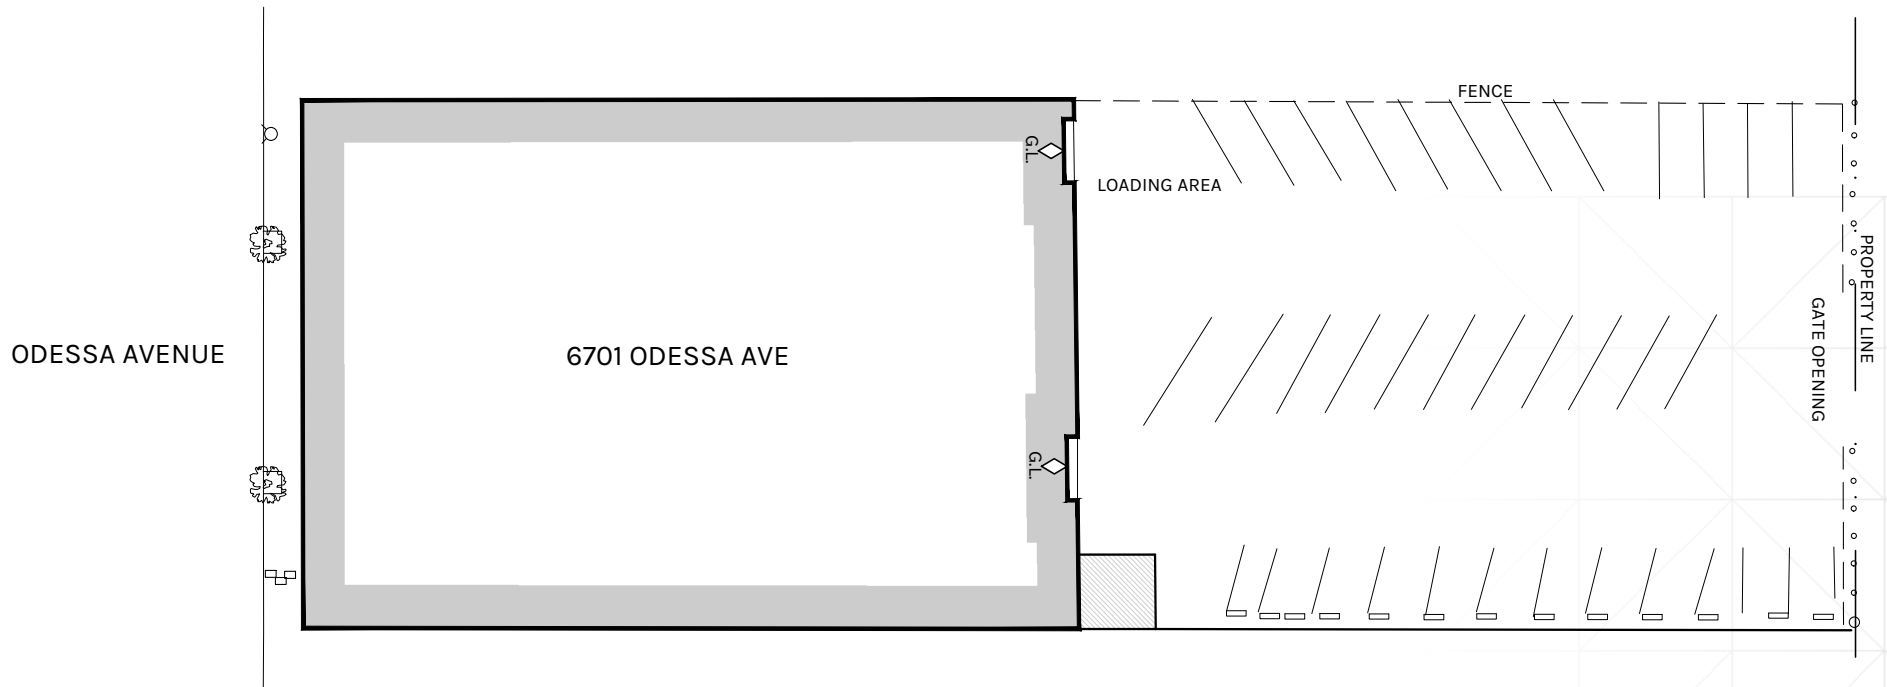 FENCE
G.L.
LOADING AREA
PROPERTY LINE
GATE OPENING
ODESSA AVENUE
6701 ODESSA AVE
G.L.